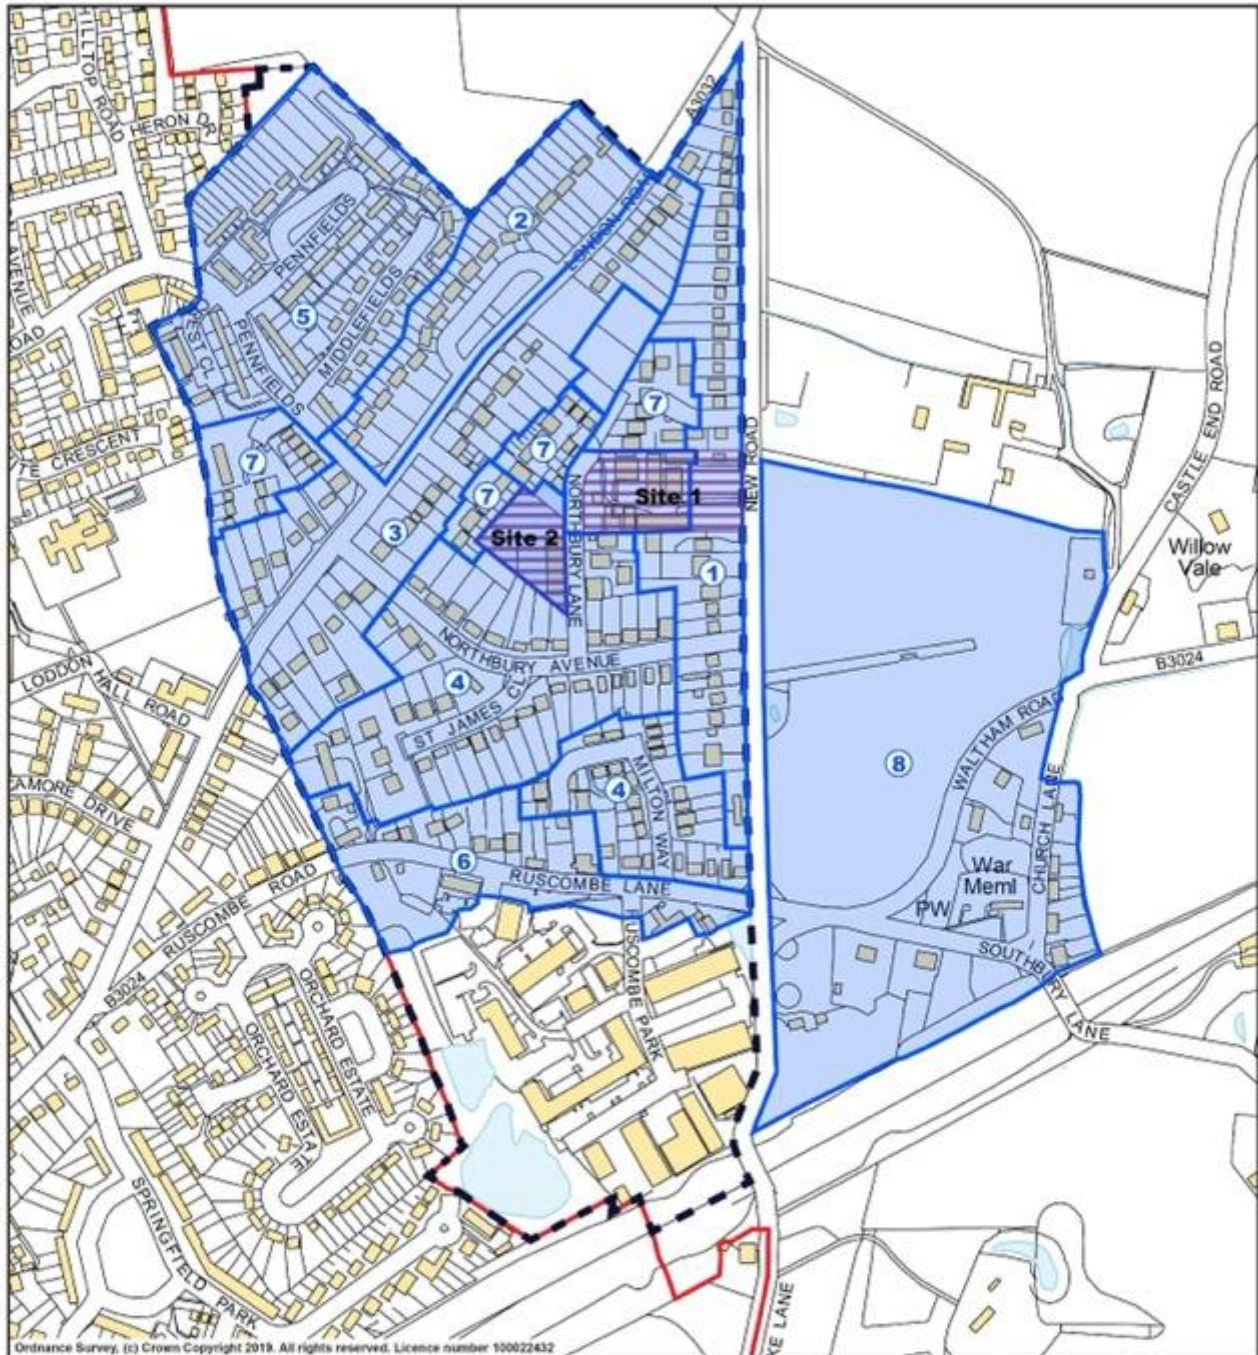 HILLTOP ROAD
HERON DR
A3032
LONDON ROAD
2
PENNFIELDS
5
MIDDLEFIELDS
PENNFIELDS
AVENUE
CRESCENT
7
7
7
7
3
Site 1
Site 2
NEW ROAD
NORTHBURY LANE
1
CASTLE END ROAD
Willow
Vale
B3024
NORTHBURY AVENUE
4
ST JAMES CL
LODDON
HALL ROAD
MILTON WAY
4
8
WALTHAM ROAD
CHURCH LANE
AMORE DRIVE
6
RUSCOMBE LANE
War
Meml
PW
SOUTHBURY LANE
B3024 RUSCOMBE ROAD
USCOMBE PARK
ORCHARD ESTATE
ORCHARD ESTATE
SPRINGFIELD PARK
KE LANE
Ordnance Survey, (c) Crown Copyright 2019. All rights reserved. Licence number 100022432